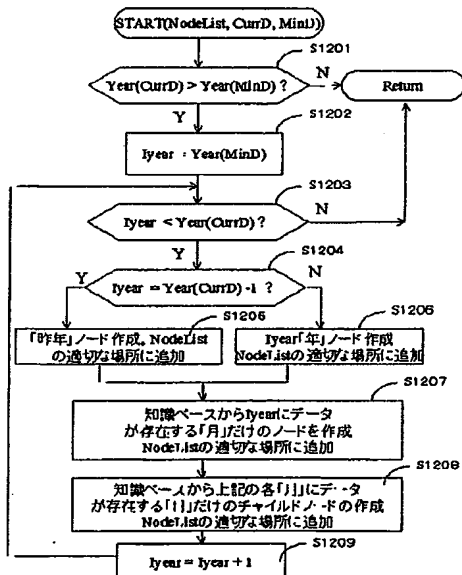 START(NodeList, CurrD, MinD)
S1201
Year(CurrD) > Year(MinD) ?
N
Return
Y
S1202
Iyear = Year(MinD)
S1203
Iyear < Year(CurrD) ?
N
Y
S1204
Y
Iyear = Year(CurrD) -1 ?
N
S1205
S1206
「昨年」ノード作成。NodeList
の適切な場所に追加
Iyear「年」ノード作成
NodeListの適切な場所に追加
S1207
知識ベースからIyearにデータ
が存在する「月」だけのノードを作成
NodeListの適切な場所に追加
S1208
知識ベースから上記の各「月」にデータ
が存在する「日」だけのチャイルドノードの作成
NodeListの適切な場所に追加
S1209
Iyear = Iyear + 1